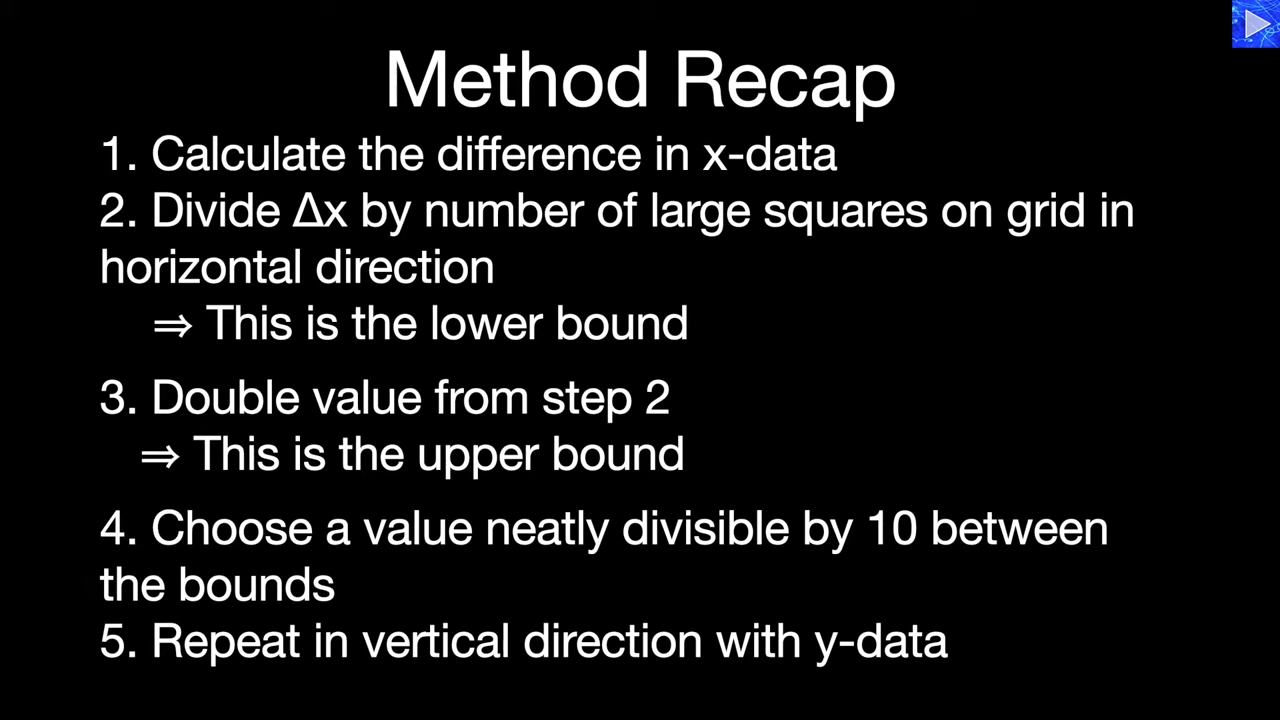 Method Recap
1. Calculate the difference in x-data
2. Divide Δx by number of large squares on grid in
horizontal direction
⇒ This is the lower bound
3. Double value from step 2
⇒ This is the upper bound
4. Choose a value neatly divisible by 10 between
the bounds
5. Repeat in vertical direction with y-data